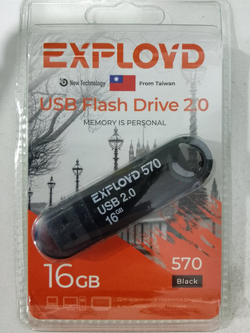 EXPLOYD
New Technology
From Taiwan
USB Flash Drive 2.0
MEMORY IS PERSONAL
EXPLOYD 570
USB 2.0
16GB
16GB
570
Black